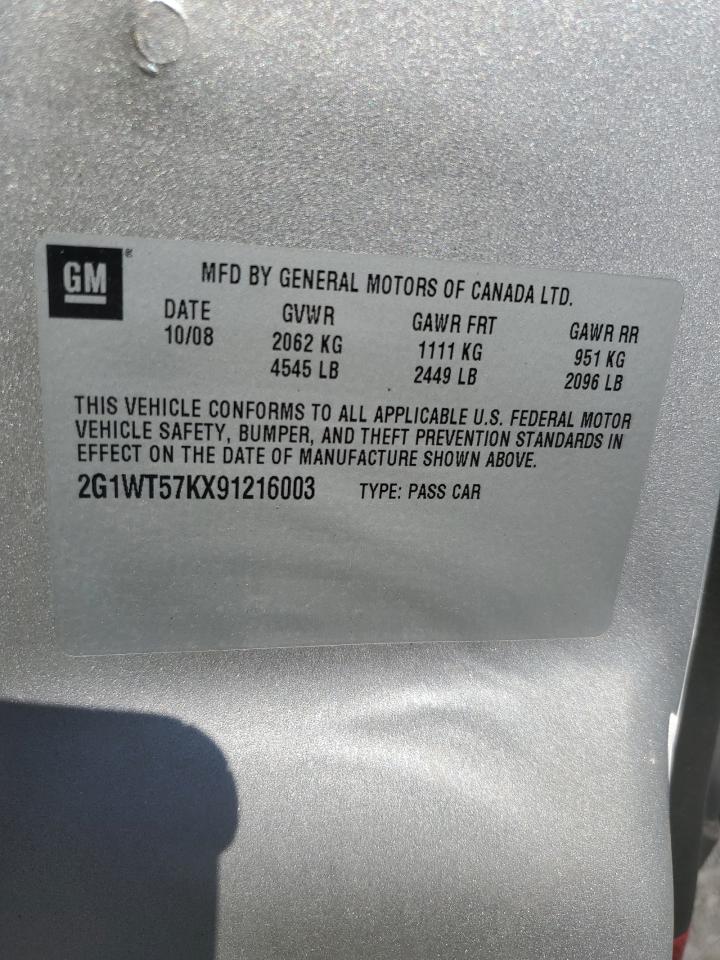 GM®
MFD BY GENERAL MOTORS OF CANADA LTD.
DATE GVWR GAWR FRT GAWR RR
10/08 2062 KG 1111 KG 951 KG
4545 LB 2449 LB 2096 LB
THIS VEHICLE CONFORMS TO ALL APPLICABLE U.S. FEDERAL MOTOR
VEHICLE SAFETY, BUMPER, AND THEFT PREVENTION STANDARDS IN
EFFECT ON THE DATE OF MANUFACTURE SHOWN ABOVE.
2G1WT57KX91216003 TYPE: PASS CAR